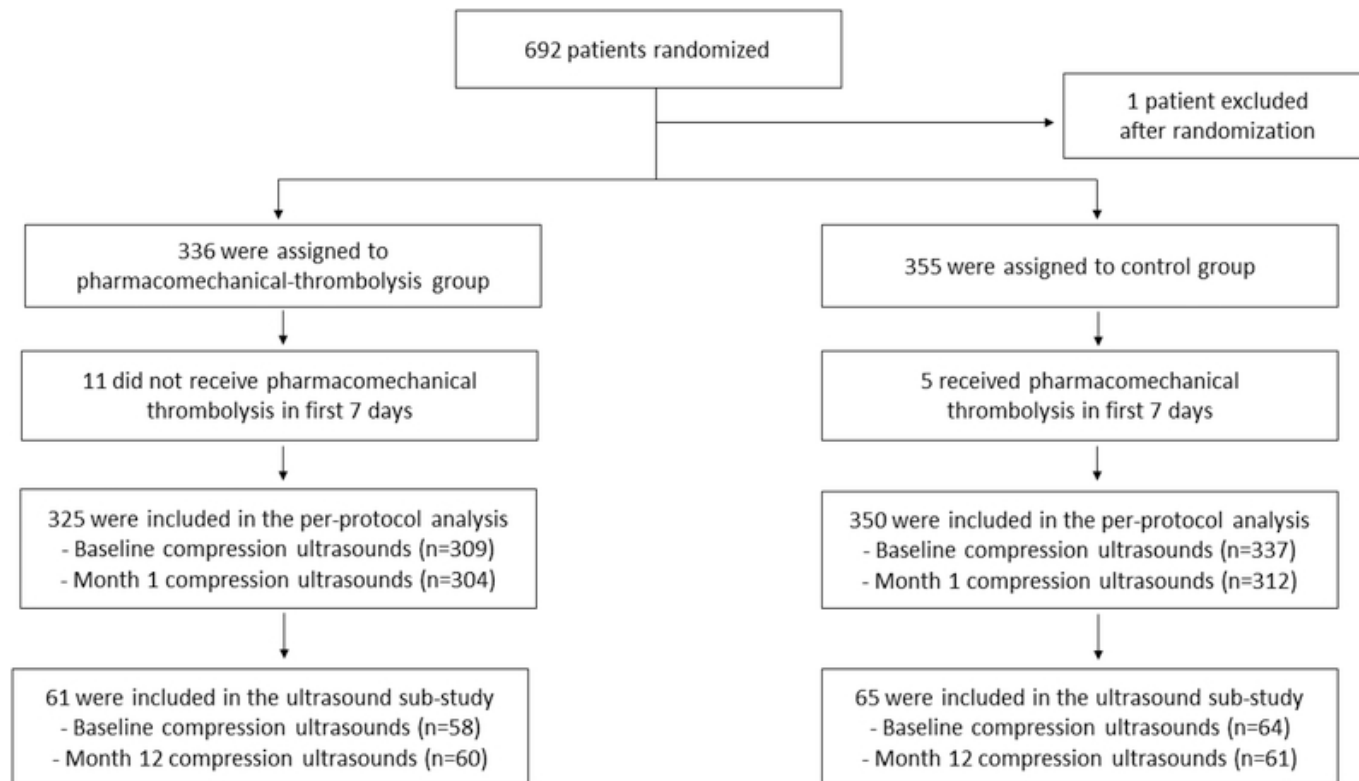 692 patients randomized
1 patient excluded
after randomization
336 were assigned to
pharmacomechanical-thrombolysis group
355 were assigned to control group
11 did not receive pharmacomechanical
thrombolysis in first 7 days
5 received pharmacomechanical
thrombolysis in first 7 days
325 were included in the per-protocol analysis
- Baseline compression ultrasounds (n=309)
- Month 1 compression ultrasounds (n=304)
350 were included in the per-protocol analysis
- Baseline compression ultrasounds (n=337)
- Month 1 compression ultrasounds (n=312)
61 were included in the ultrasound sub-study
- Baseline compression ultrasounds (n=58)
- Month 12 compression ultrasounds (n=60)
65 were included in the ultrasound sub-study
- Baseline compression ultrasounds (n=64)
- Month 12 compression ultrasounds (n=61)